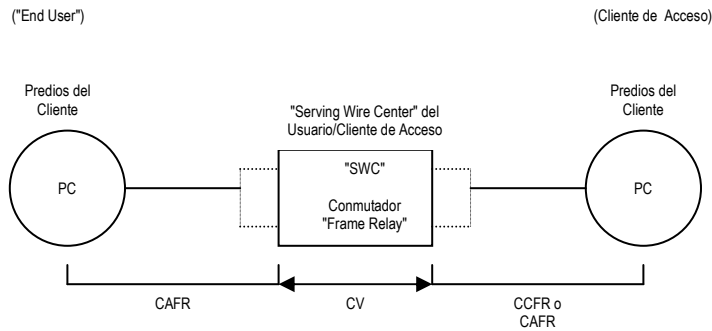 ("End User")
(Cliente de Acceso)
Predios del
Cliente
"Serving Wire Center" del
Usuario/Cliente de Acceso
Predios del
Cliente
PC
"SWC"
Conmutador
"Frame Relay"
PC
CAFR
CV
CCFR o
CAFR